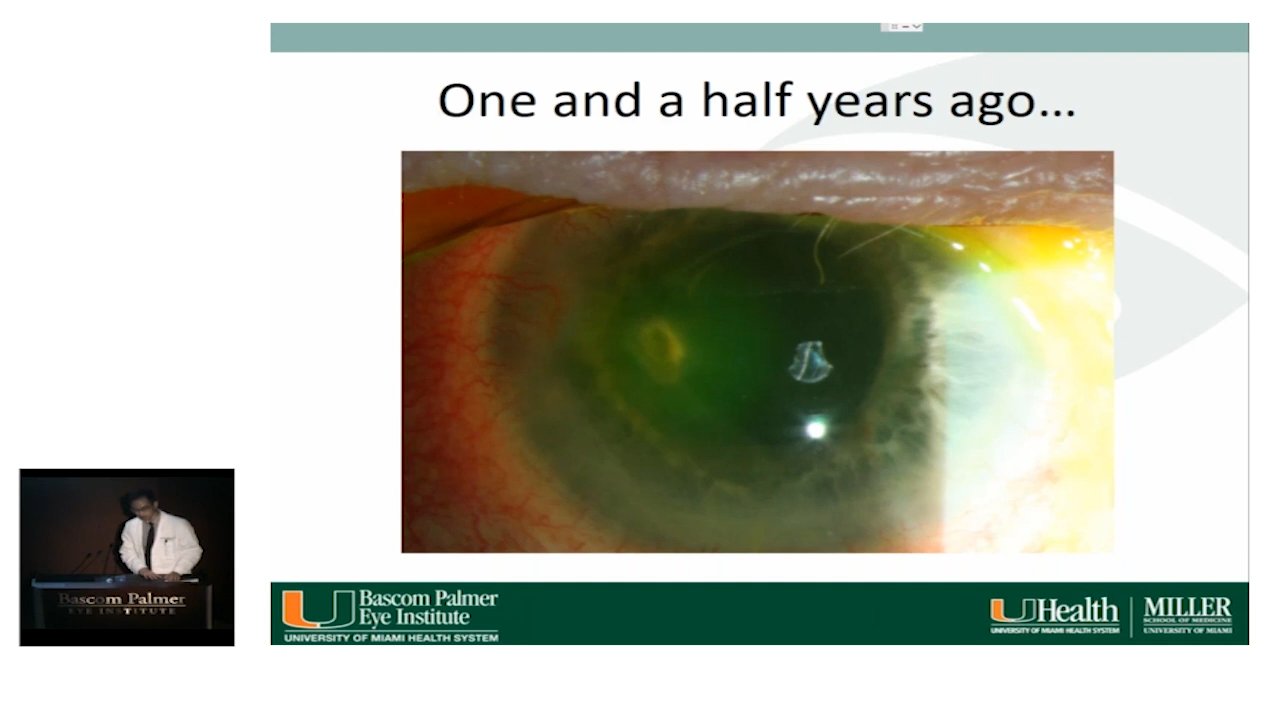 One and a half years ago...
Bascom Palmer
EYE INSTITUTE
Bascom Palmer
Eye Institute
UNIVERSITY OF MIAMI HEALTH SYSTEM
UHealth
UNIVERSITY OF MIAMI HEALTH SYSTEM
MILLER
SCHOOL OF MEDICINE
UNIVERSITY OF MIAMI